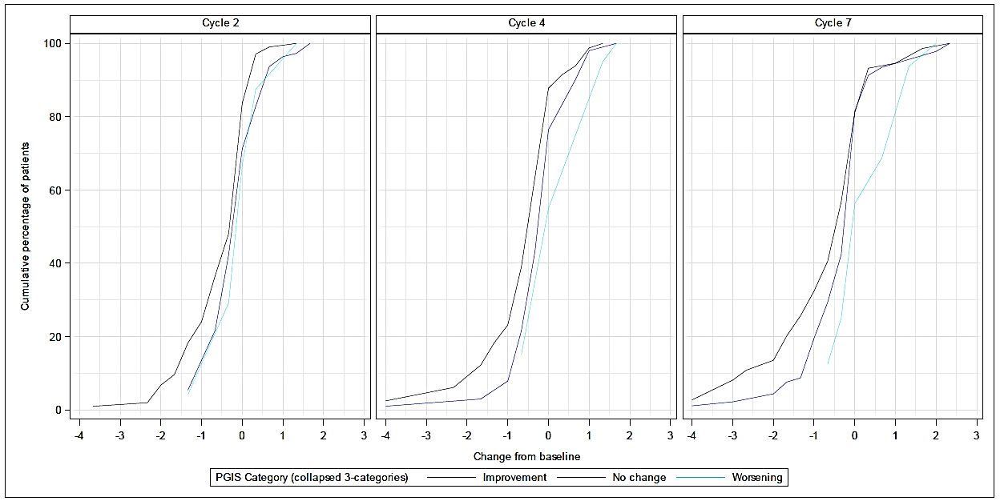 Cycle 2
Cycle 4
Cycle 7
Cumulative percentage of patients
100
80
60
40
20
0
-4 -3 -2 -1 0 1 2 3
-4 -3 -2 -1 0 1 2 3
-4 -3 -2 -1 0 1 2 3
Change from baseline
PGIS Category (collapsed 3-categories) Improvement No change Worsening